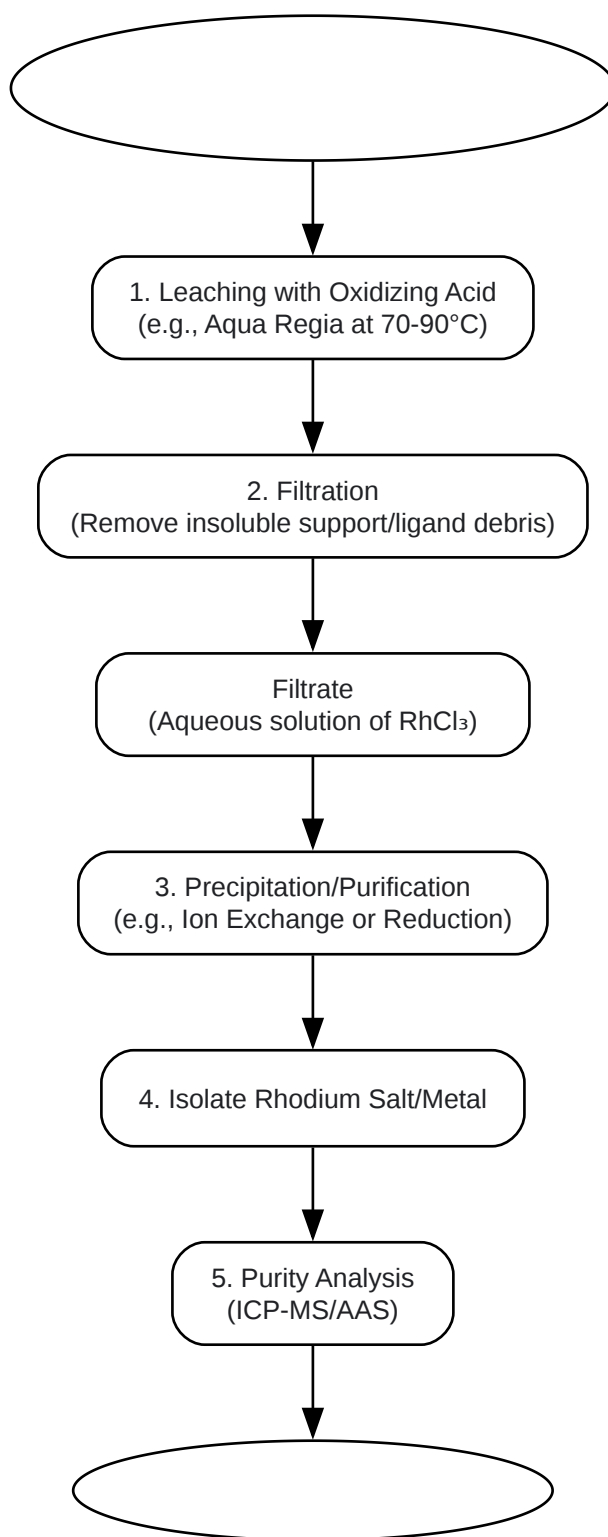 1. Leaching with Oxidizing Acid
(e.g., Aqua Regia at 70-90°C)
2. Filtration
(Remove insoluble support/ligand debris)
Filtrate
(Aqueous solution of RhCl₃)
3. Precipitation/Purification
(e.g., Ion Exchange or Reduction)
4. Isolate Rhodium Salt/Metal
5. Purity Analysis
(ICP-MS/AAS)